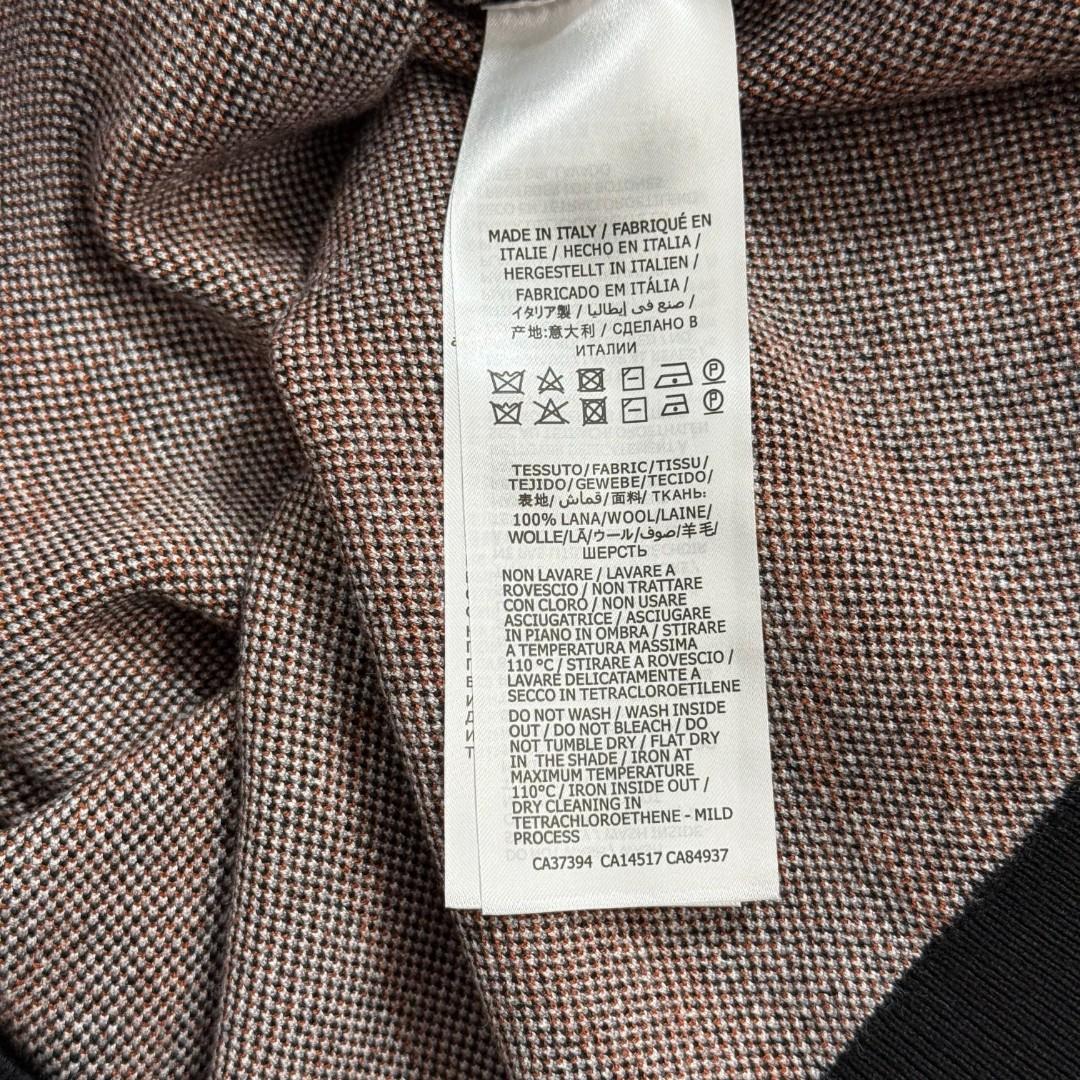 MADE IN ITALY / FABRIQUÉ EN
ITALIE / HECHO EN ITALIA /
HERGESTELLT IN ITALIEN /
FABRICADO EM ITÁLIA /
イタリア製 / صنع في إيطاليا /
产地:意大利 / СДЕЛАНО В
ИТАЛИИ
P
P
TESSUTO/FABRIC/TISSU/
TEJIDO/GEWEBE/TECIDO/
表地/ قماش/面料/ ТКАНЬ:
100% LANA/WOOL/LAINE/
WOLLE/LÃ/ウール/صوف/羊毛/
ШЕРСТЬ
NON LAVARE / LAVARE A
ROVESCIO / NON TRATTARE
CON CLORO / NON USARE
ASCIUGATRICE / ASCIUGARE
IN PIANO IN OMBRA / STIRARE
A TEMPERATURA MASSIMA
110 °C / STIRARE A ROVESCIO /
LAVARE DELICATAMENTE A
SECCO IN TETRACLOROETILENE
DO NOT WASH / WASH INSIDE
OUT / DO NOT BLEACH / DO
NOT TUMBLE DRY / FLAT DRY
IN THE SHADE / IRON AT
MAXIMUM TEMPERATURE
110°C / IRON INSIDE OUT /
DRY CLEANING IN
TETRACHLOROETHENE - MILD
PROCESS
CA37394 CA14517 CA84937